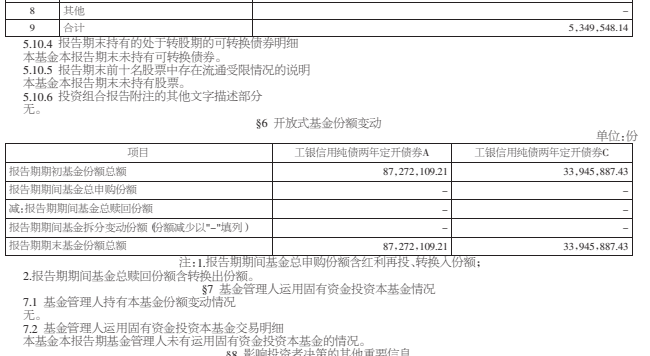 8 其他 –
9 合计 5,349,548.14
5.10.4 报告期末持有的处于转股期的可转换债券明细
本基金本报告期末未持有可转换债券。
5.10.5 报告期末前十名股票中存在流通受限情况的说明
本基金本报告期末未持有股票。
5.10.6 投资组合报告附注的其他文字描述部分
无。
§6 开放式基金份额变动
单位:份
项目 工银信用纯债两年定开债券A 工银信用纯债两年定开债券C
报告期期初基金份额总额 87,272,109.21 33,945,887.43
报告期期间基金总申购份额 – –
减:报告期期间基金总赎回份额 – –
报告期期间基金拆分变动份额(份额减少以"-"填列) – –
报告期期末基金份额总额 87,272,109.21 33,945,887.43
注:1.报告期期间基金总申购份额含红利再投、转换入份额;
2.报告期期间基金总赎回份额含转换出份额。
§7 基金管理人运用固有资金投资本基金情况
7.1 基金管理人持有本基金份额变动情况
无。
7.2 基金管理人运用固有资金投资本基金交易明细
本基金本报告期基金管理人未有运用固有资金投资本基金的情况。
§8 影响投资者决策的其他重要信息